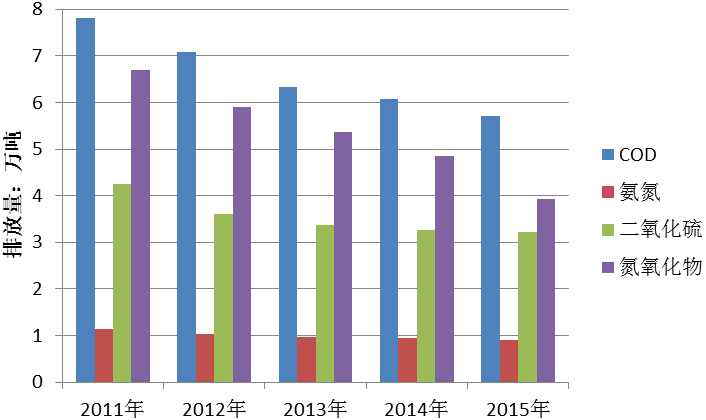 8
7
6
5
4
3
2
1
0
排放量：万吨
2011年
2012年
2013年
2014年
2015年
COD
氨氮
二氧化硫
氮氧化物